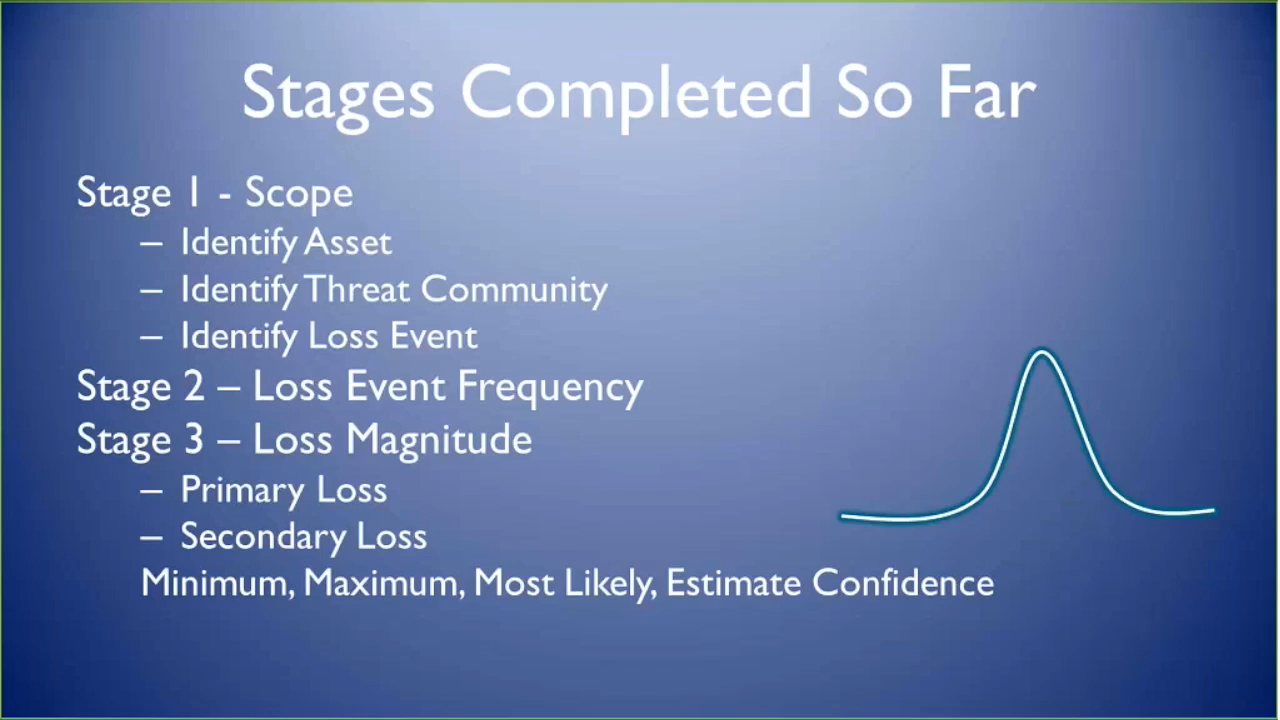 Stages Completed So Far
Stage 1 - Scope
– Identify Asset
– Identify Threat Community
– Identify Loss Event
Stage 2 – Loss Event Frequency
Stage 3 – Loss Magnitude
– Primary Loss
– Secondary Loss
Minimum, Maximum, Most Likely, Estimate Confidence